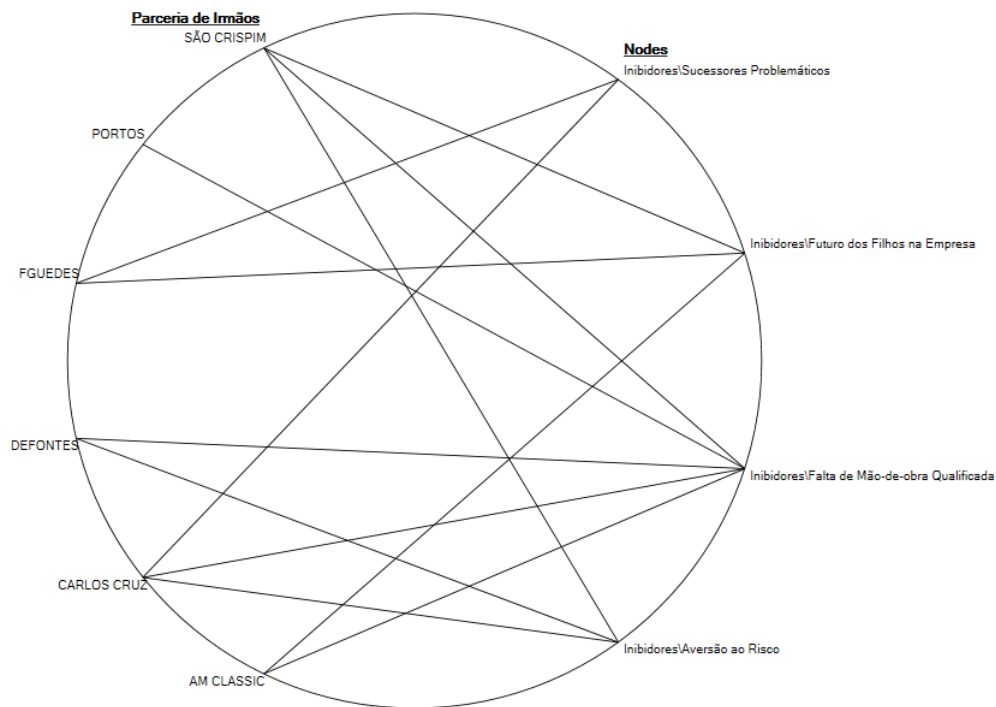 Parceria de Irmãos
SÃO CRISPIM
PORTOS
FGUEDES
DEFONTES
CARLOS CRUZ
AM CLASSIC
Nodes
Inibidores\Sucessores Problemáticos
Inibidores\Futuro dos Filhos na Empresa
Inibidores\Falta de Mão-de-obra Qualificada
Inibidores\Aversão ao Risco